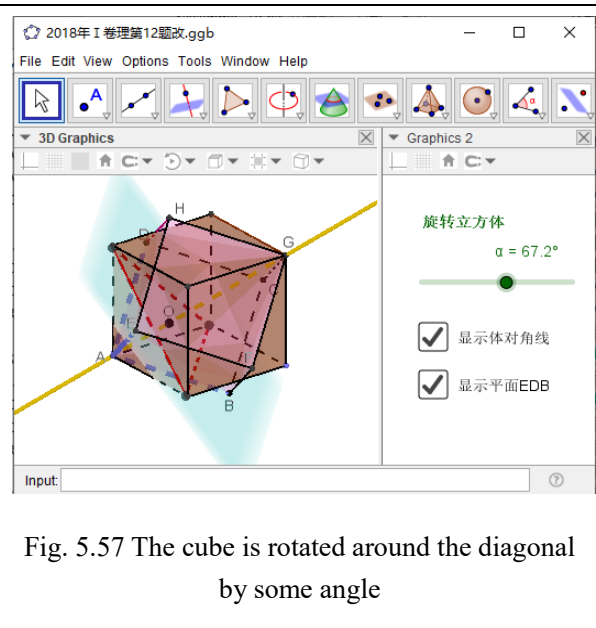 2018年 I 卷理第12题改.ggb
File Edit View Options Tools Window Help
A
α
3D Graphics
Graphics 2
H
D
G
C
O
E
A
B
旋转立方体
α = 67.2°
显示体对角线
显示平面EDB
Input:
Fig. 5.57 The cube is rotated around the diagonal
by some angle